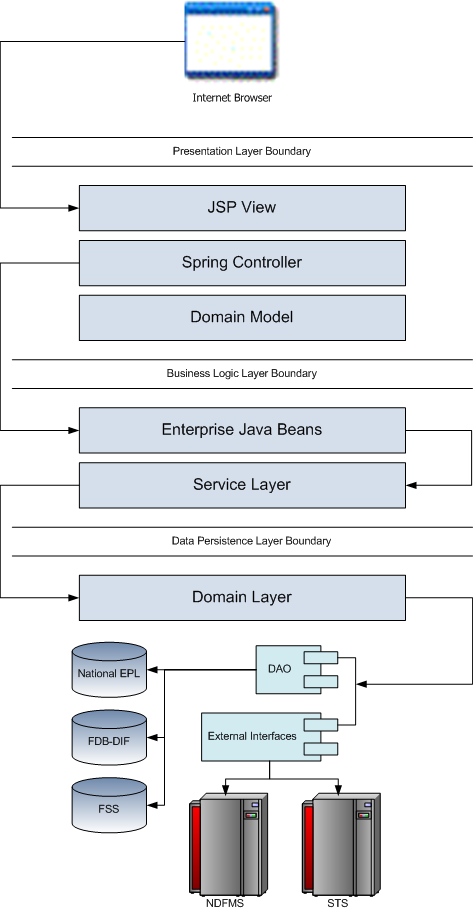 Internet Browser
Presentation Layer Boundary
JSP View
Spring Controller
Domain Model
Business Logic Layer Boundary
Enterprise Java Beans
Service Layer
Data Persistence Layer Boundary
Domain Layer
National EPL
DAO
FDB-DIF
External Interfaces
FSS
NDFMS
STS